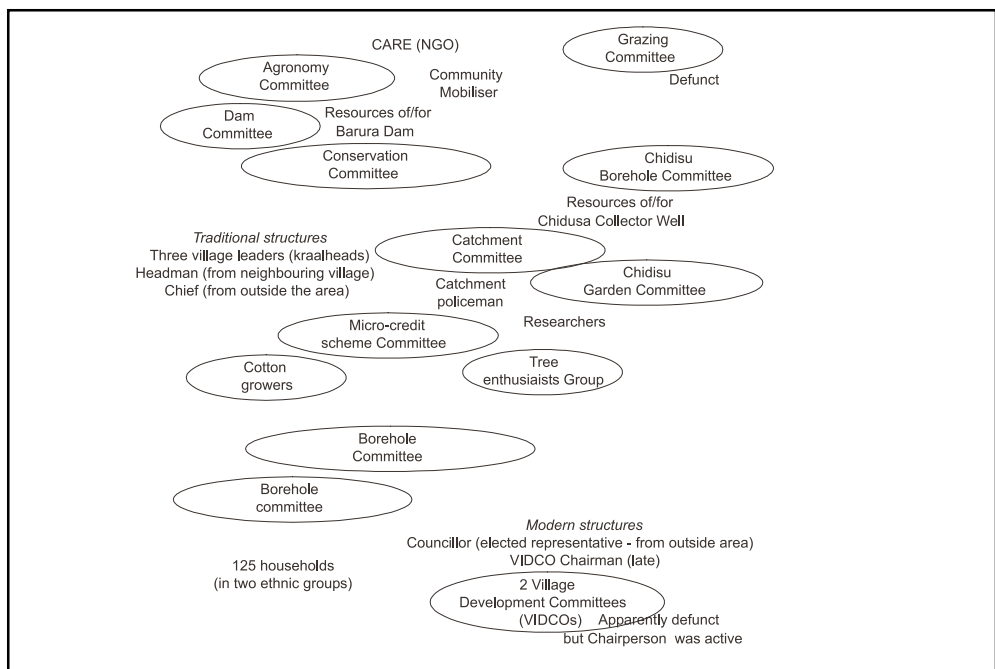 CARE (NGO)
Grazing
Committee
Defunct
Agronomy
Committee
Community
Mobiliser
Dam
Committee
Resources of/for
Barura Dam
Conservation
Committee
Chidisu
Borehole Committee
Resources of/for
Chidusa Collector Well
Traditional structures
Three village leaders (kraalheads)
Headman (from neighbouring village)
Chief (from outside the area)
Catchment
Committee
Chidisu
Garden Committee
Catchment
policeman
Micro-credit
scheme Committee
Researchers
Cotton
growers
Tree
enthusiaists Group
Borehole
Committee
Borehole
committee
Modern structures
Councillor (elected representative - from outside area)
VIDCO Chairman (late)
125 households
(in two ethnic groups)
2 Village
Development Committees
(VIDCOs)
Apparently defunct
but Chairperson was active